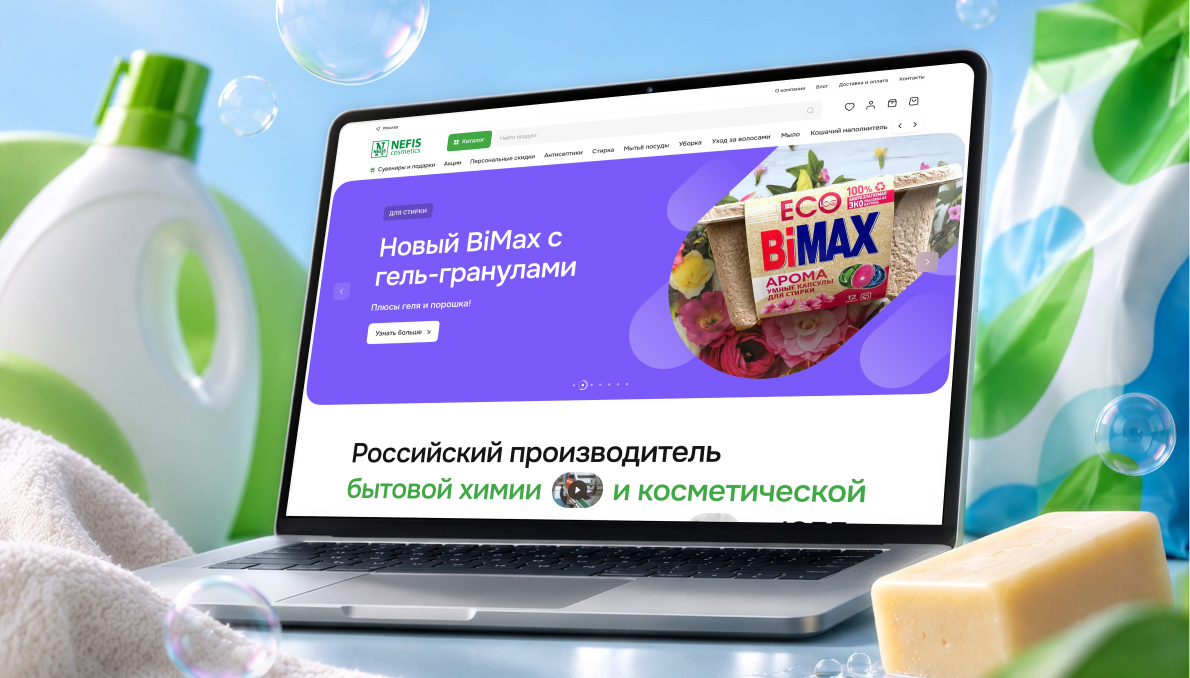 О компании Блог Доставка и оплата Контакты
Москва
NEFIS
cosmetics
Каталог
Найти продукт
Сувениры и подарки Акции Персональные скидки Антисептики Стирка Мытьё посуды Уборка Уход за волосами Мыло Кошачий наполнитель
ДЛЯ СТИРКИ
Новый BiMax с
гель-гранулами
Плюсы геля и порошка!
Узнать больше
ECO
100%
BiMAX
АРОМА
УМНЫЕ КАПСУЛЫ
ДЛЯ СТИРКИ
12
Российский производитель
бытовой химии и косметической